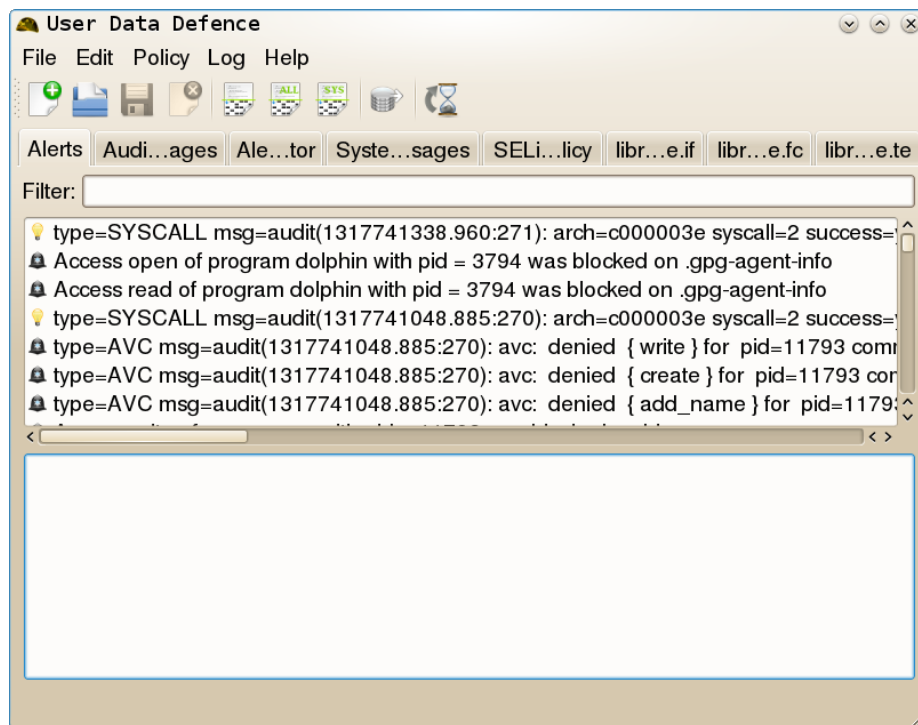 User Data Defence
File Edit Policy Log Help
ALL SYS
Alerts Audi...ages Ale...tor Syste...sages SELi...licy libr...e.if libr...e.fc libr...e.te
Filter:
type=SYSCALL msg=audit(1317741338.960:271): arch=c000003e syscall=2 success=
Access open of program dolphin with pid = 3794 was blocked on .gpg-agent-info
Access read of program dolphin with pid = 3794 was blocked on .gpg-agent-info
type=SYSCALL msg=audit(1317741048.885:270): arch=c000003e syscall=2 success=
type=AVC msg=audit(1317741048.885:270): avc: denied { write } for pid=11793
type=AVC msg=audit(1317741048.885:270): avc: denied { create } for pid=11793
type=AVC msg=audit(1317741048.885:270): avc: denied { add_name } for